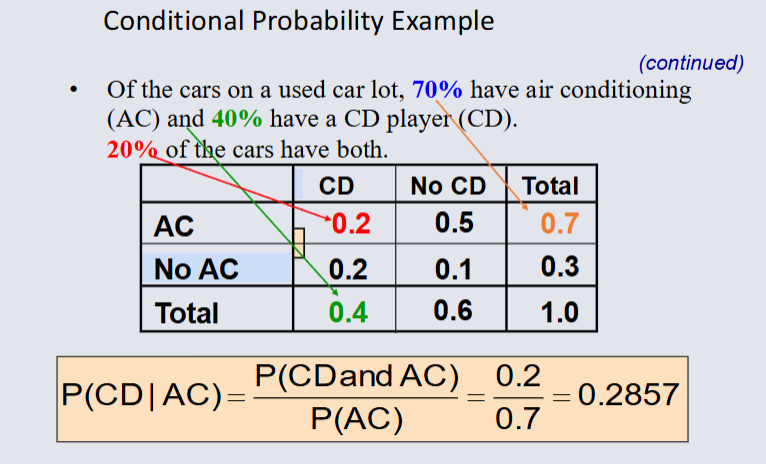 Conditional Probability Example
(continued)
• Of the cars on a used car lot, 70% have air conditioning
(AC) and 40% have a CD player (CD).
20% of the cars have both.
CD No CD Total
AC 0.2 0.5 0.7
No AC 0.2 0.1 0.3
Total 0.4 0.6 1.0
P(CD | AC) = P(CDand AC) / P(AC) = 0.2 / 0.7 = 0.2857